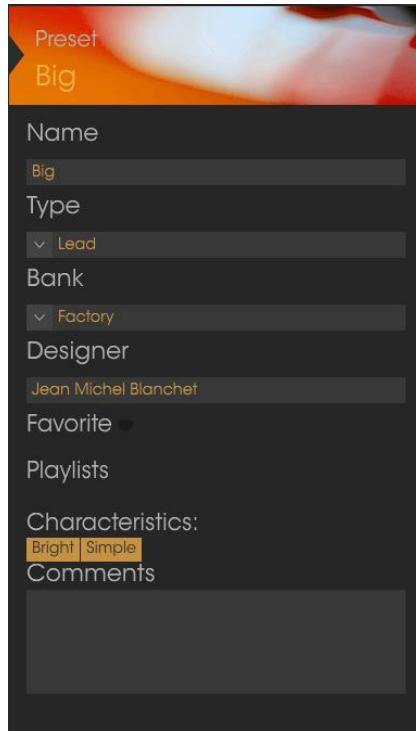 Preset
Big
Name
Big
Type
Lead
Bank
Factory
Designer
Jean Michel Blanchet
Favorite
Playlists
Characteristics:
Bright Simple
Comments